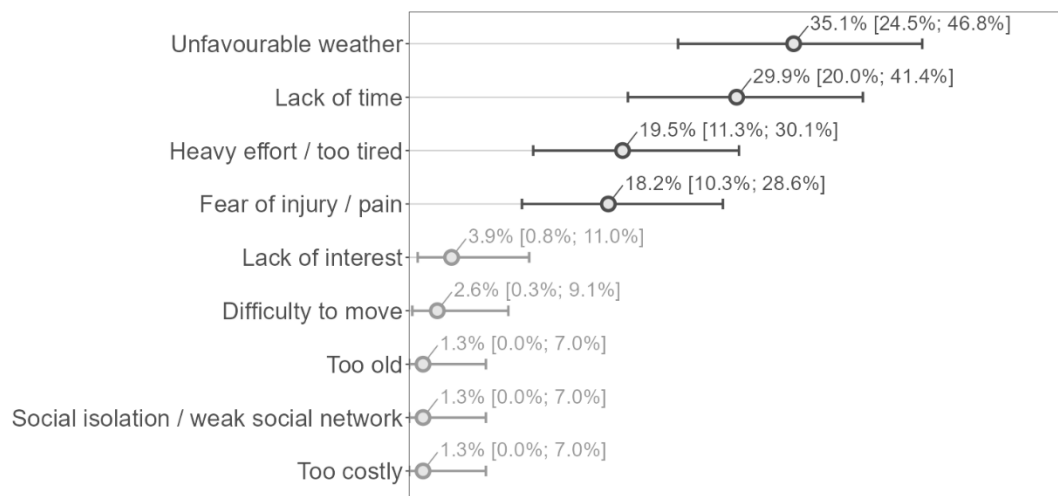 Unfavourable weather 35.1% [24.5%; 46.8%]
Lack of time 29.9% [20.0%; 41.4%]
Heavy effort / too tired 19.5% [11.3%; 30.1%]
Fear of injury / pain 18.2% [10.3%; 28.6%]
Lack of interest 3.9% [0.8%; 11.0%]
Difficulty to move 2.6% [0.3%; 9.1%]
Too old 1.3% [0.0%; 7.0%]
Social isolation / weak social network 1.3% [0.0%; 7.0%]
Too costly 1.3% [0.0%; 7.0%]